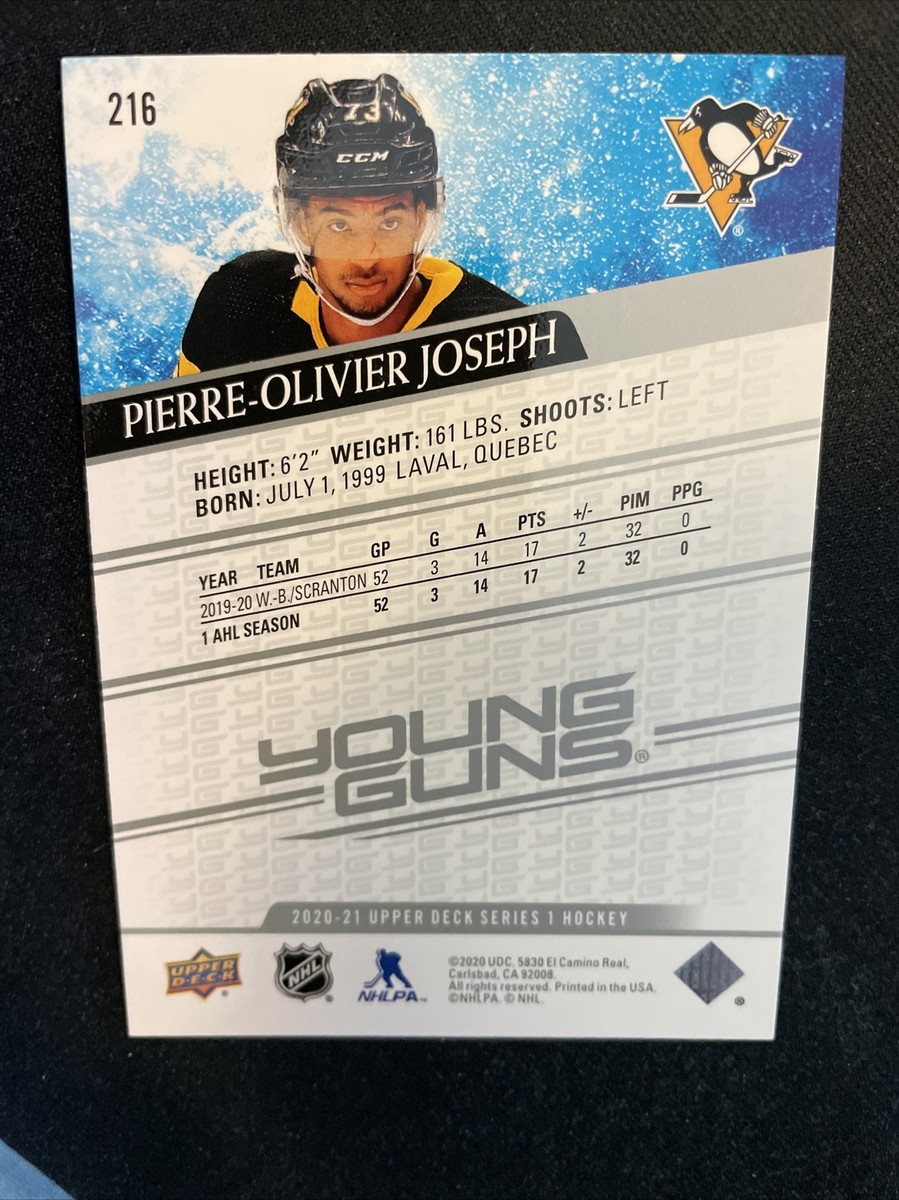 216
73
CCM
PIERRE-OLIVIER JOSEPH
HEIGHT: 6'2" WEIGHT: 161 LBS. SHOOTS: LEFT
BORN: JULY 1, 1999 LAVAL, QUEBEC
YEAR TEAM GP G A PTS +/- PIM PPG
2019-20 W.-B./SCRANTON 52 3 14 17 2 32 0
1 AHL SEASON 52 3 14 17 2 32 0
YOUNG
GUNS®
2020-21 UPPER DECK SERIES 1 HOCKEY
UPPER
DECK
®
NHL
®
NHLPA™
©2020 UDC. 5830 El Camino Real,
Carlsbad, CA 92008.
All rights reserved. Printed in the USA.
©NHLPA. © NHL.
®